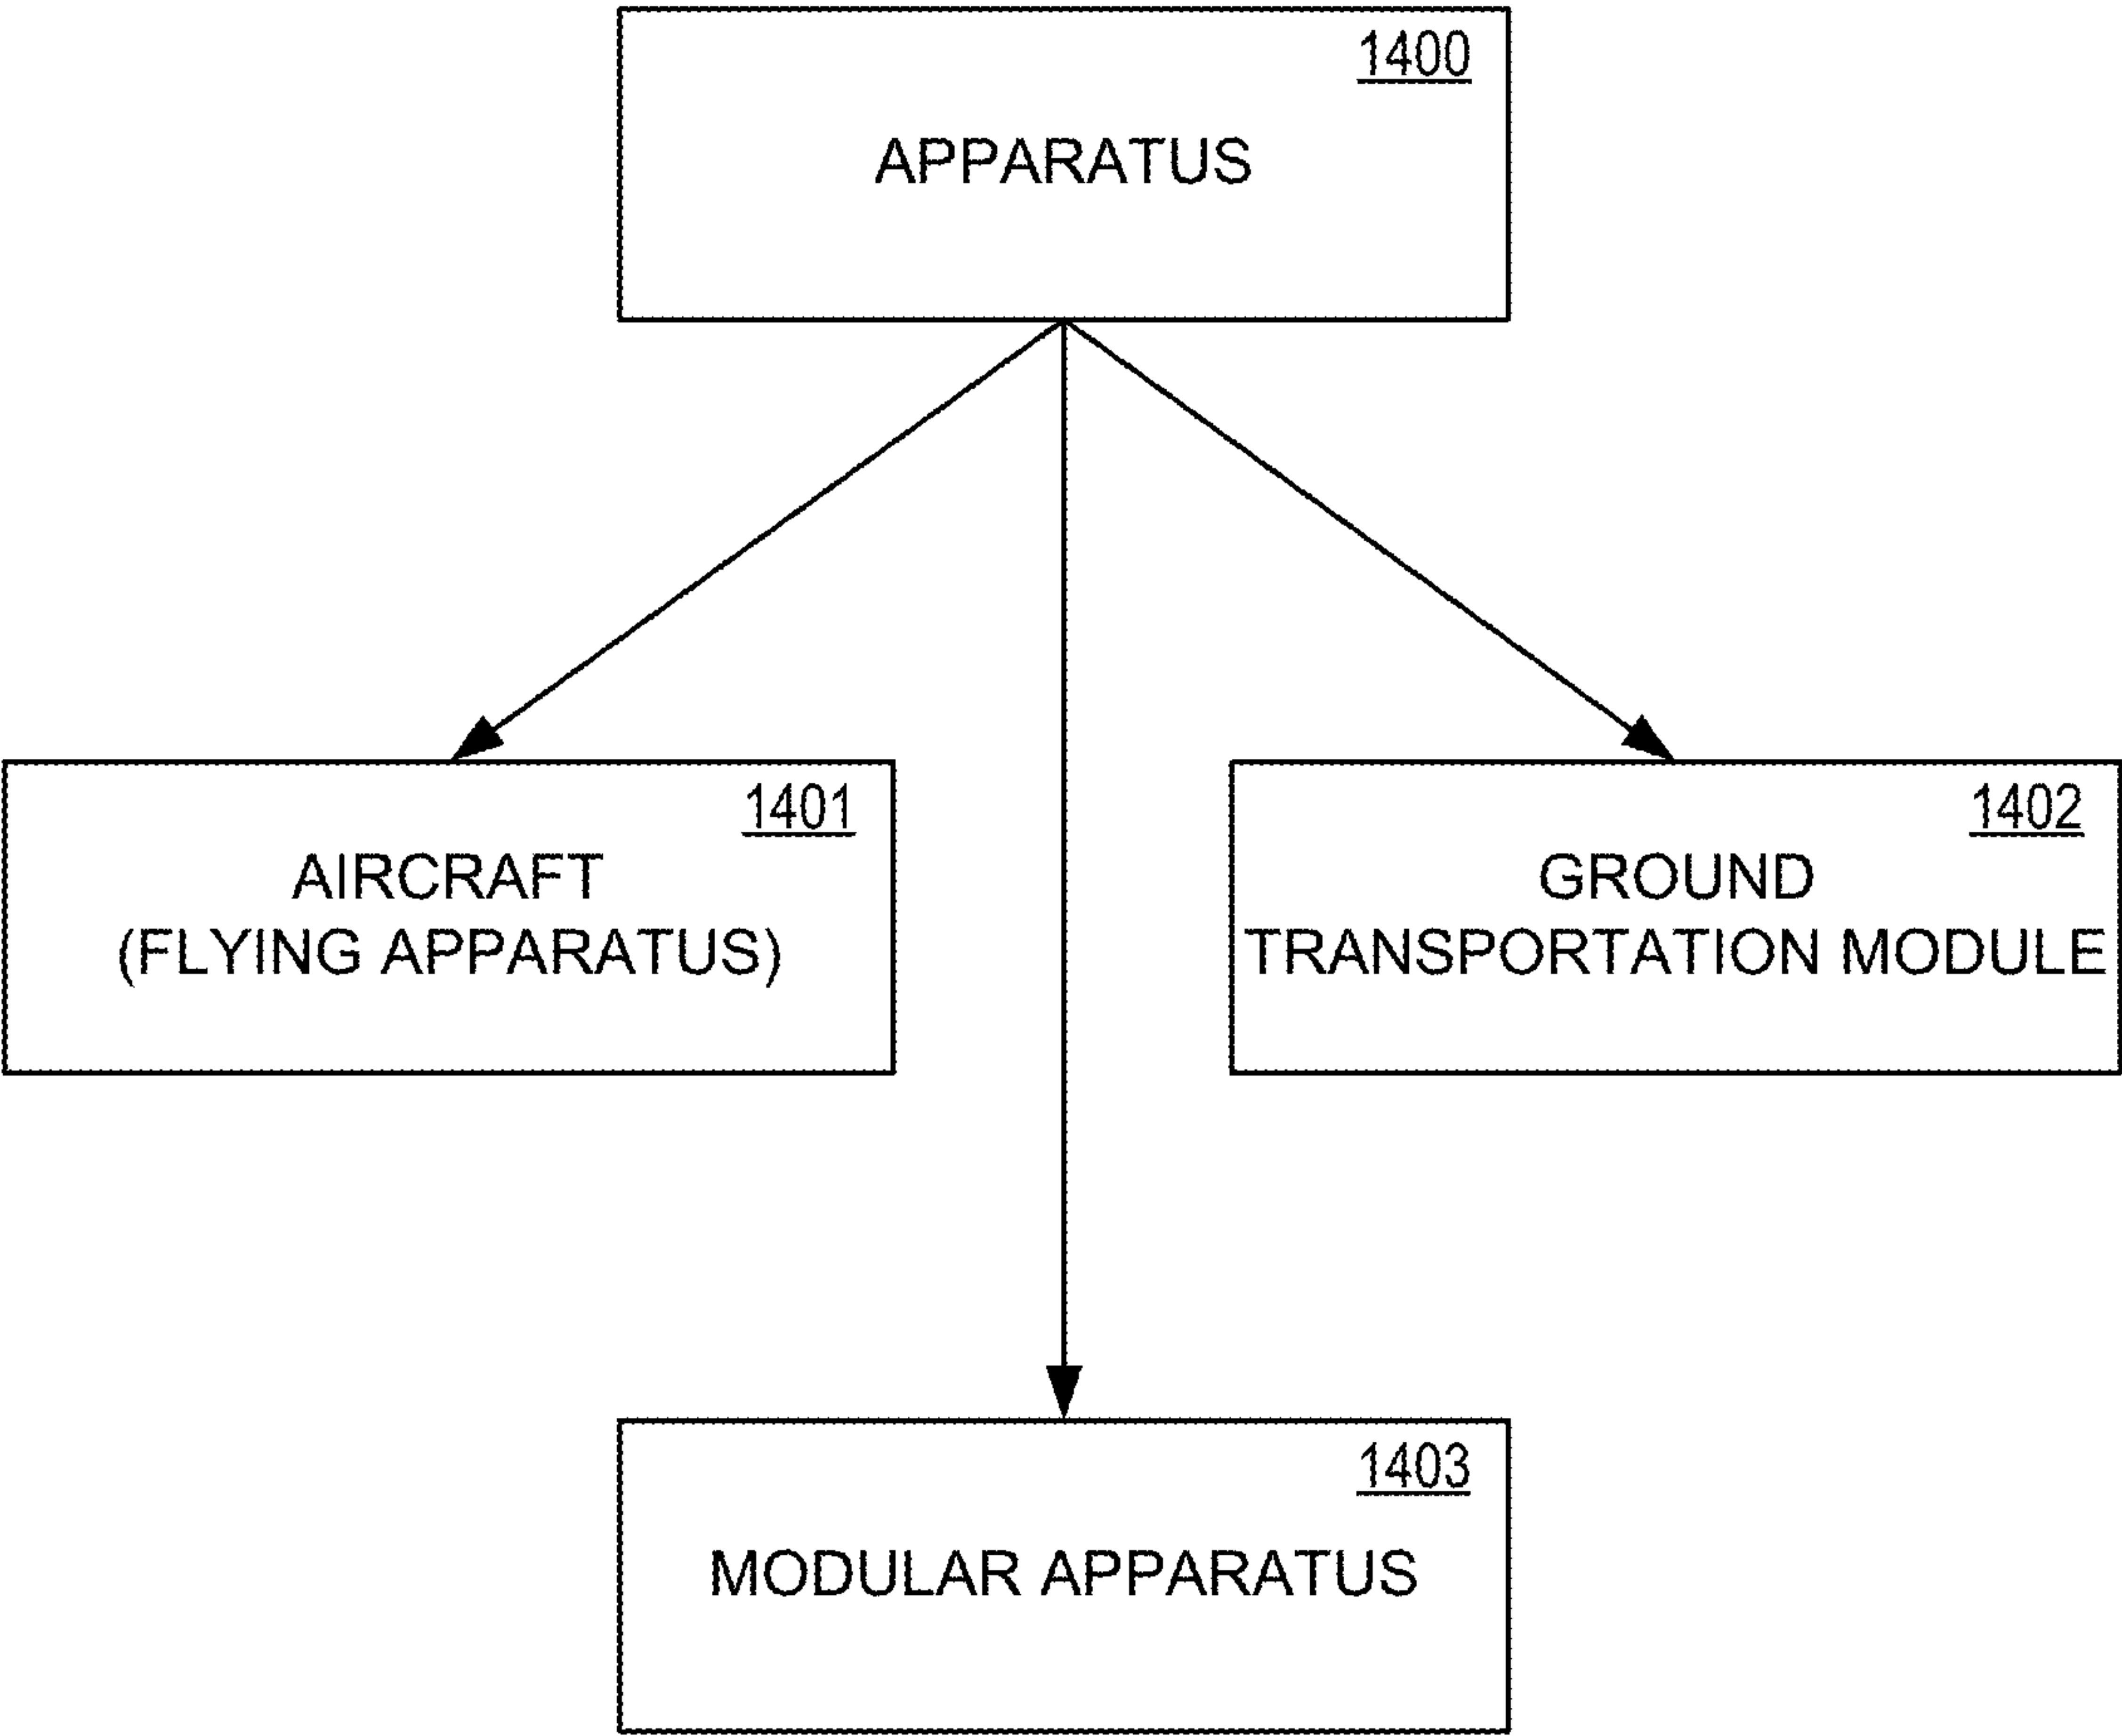 1400
APPARATUS
1401
AIRCRAFT
(FLYING APPARATUS)
1402
GROUND
TRANSPORTATION MODULE
1403
MODULAR APPARATUS